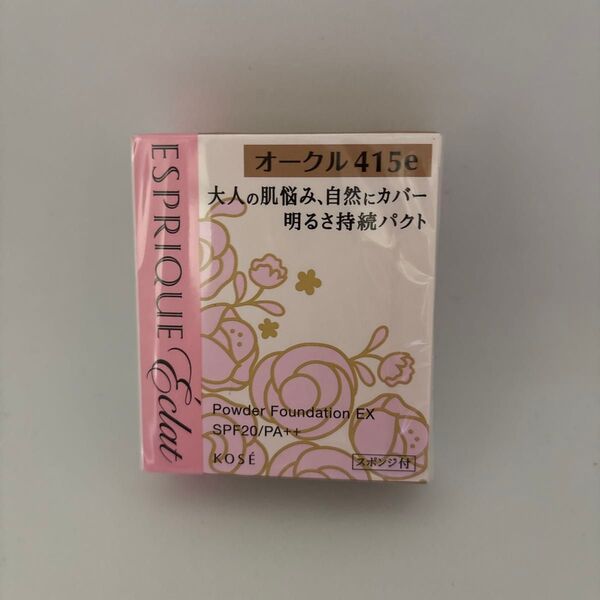 ESPRIQUE Éclat
オークル 415e
大人の肌悩み、自然にカバー
明るさ持続パクト
Powder Foundation EX
SPF20/PA++
KOSÉ
スポンジ付